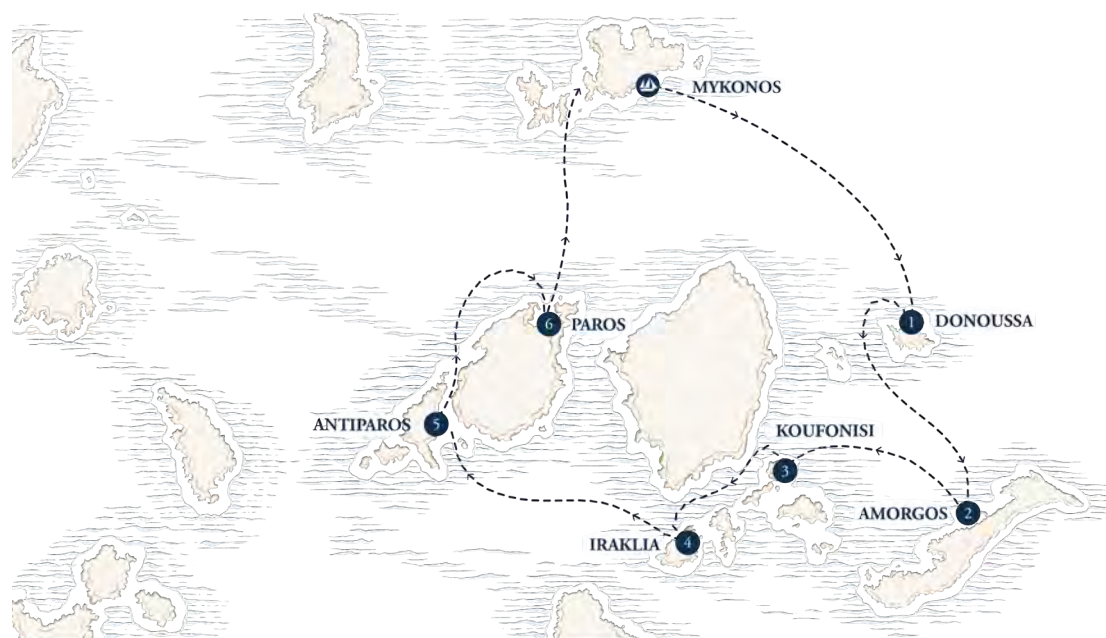 MYKONOS
1 DONOUSSA
6 PAROS
ANTIPAROS 5
KOUFONISI
3
AMORGOS 2
IRAKLIA 4